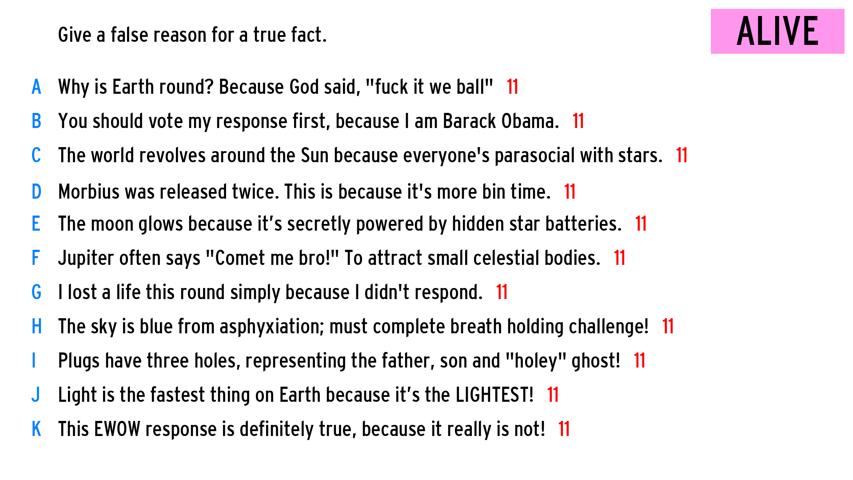 Give a false reason for a true fact.
ALIVE
A Why is Earth round? Because God said, "fuck it we ball" 11
B You should vote my response first, because I am Barack Obama. 11
C The world revolves around the Sun because everyone's parasocial with stars. 11
D Morbius was released twice. This is because it's more bin time. 11
E The moon glows because it’s secretly powered by hidden star batteries. 11
F Jupiter often says "Comet me bro!" To attract small celestial bodies. 11
G I lost a life this round simply because I didn't respond. 11
H The sky is blue from asphyxiation; must complete breath holding challenge! 11
I Plugs have three holes, representing the father, son and "holey" ghost! 11
J Light is the fastest thing on Earth because it’s the LIGHTEST! 11
K This EWOW response is definitely true, because it really is not! 11